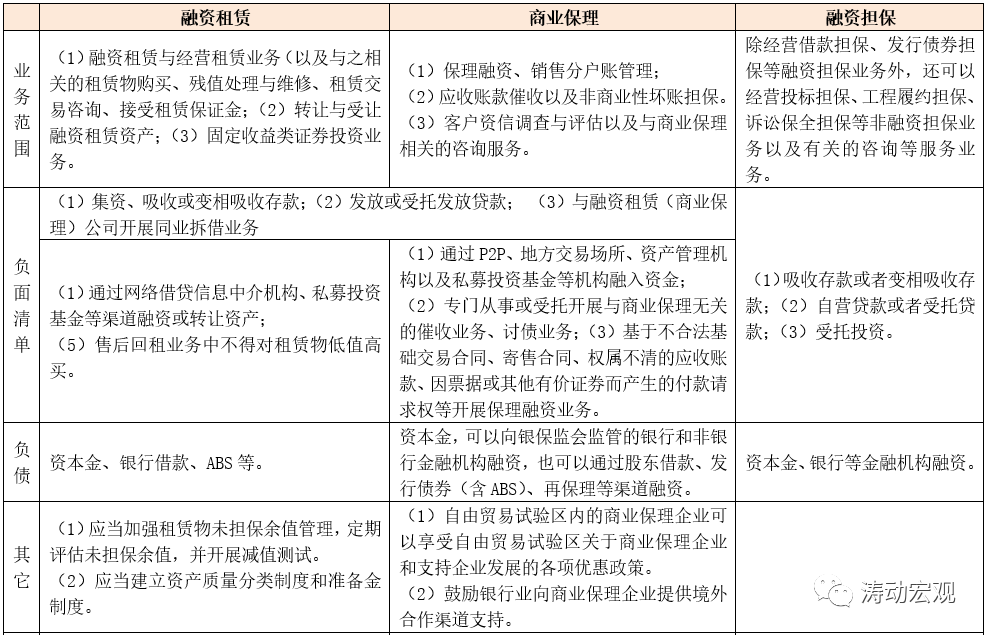 融资租赁
商业保理
融资担保
业
务
范
围
（1）融资租赁与经营租赁业务（以及与之相
关的租赁物购买、残值处理与维修、租赁交
易咨询、接受租赁保证金；（2）转让与受让
融资租赁资产；（3）固定收益类证券投资业
务。
（1）保理融资、销售分户账管理；
（2）应收账款催收以及非商业性坏账担保。
（3）客户资信调查与评估以及与商业保理
相关的咨询服务。
除经营借款担保、发行债券担
保等融资担保业务外，还可以
经营投标担保、工程履约担保、
诉讼保全担保等非融资担保业
务以及有关的咨询等服务业
务。
负
面
清
单
（1）集资、吸收或变相吸收存款；（2）发放或受托发放贷款； （3）与融资租赁（商业保
理）公司开展同业拆借业务
（1）通过网络借贷信息中介机构、私募投资
基金等渠道融资或转让资产；
（5）售后回租业务中不得对租赁物低值高
买。
（1）通过 P2P、地方交易场所、资产管理机
构以及私募投资基金等机构融入资金；
（2）专门从事或受托开展与商业保理无关
的催收业务、讨债业务；（3）基于不合法基
础交易合同、寄售合同、权属不清的应收账
款、因票据或其他有价证券而产生的付款请
求权等开展保理融资业务。
（1）吸收存款或者变相吸收存
款；（2）自营贷款或者受托贷
款；（3）受托投资。
负
债
资本金、银行借款、ABS 等。
资本金，可以向银保监会监管的银行和非银
行金融机构融资，也可以通过股东借款、发
行债券（含 ABS）、再保理等渠道融资。
资本金、银行等金融机构融资。
其
它
（1）应当加强租赁物未担保余值管理，定期
评估未担保余值，并开展减值测试。
（2）应当建立资产质量分类制度和准备金
制度。
（1）自由贸易试验区内的商业保理企业可
以享受自由贸易试验区关于商业保理企业
和支持企业发展的各项优惠政策。
（2）鼓励银行业向商业保理企业提供境外
合作渠道支持。
涛动宏观